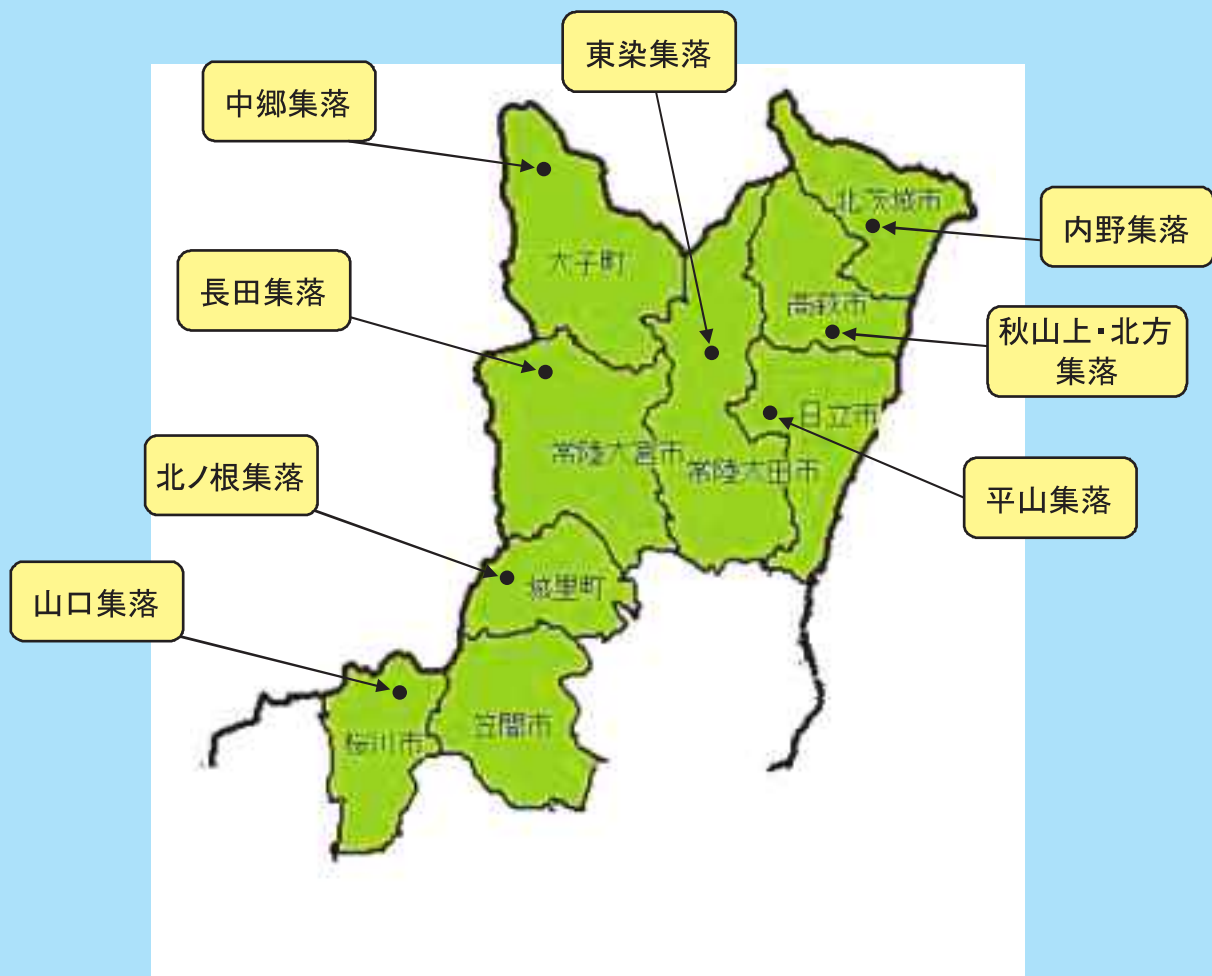 東染集落
中郷集落
北茨城市
内野集落
大子町
長田集落
高萩市
秋山上・北方
集落
日立市
常陸大宮市
常陸太田市
北ノ根集落
平山集落
城里町
山口集落
笠間市
桜川市